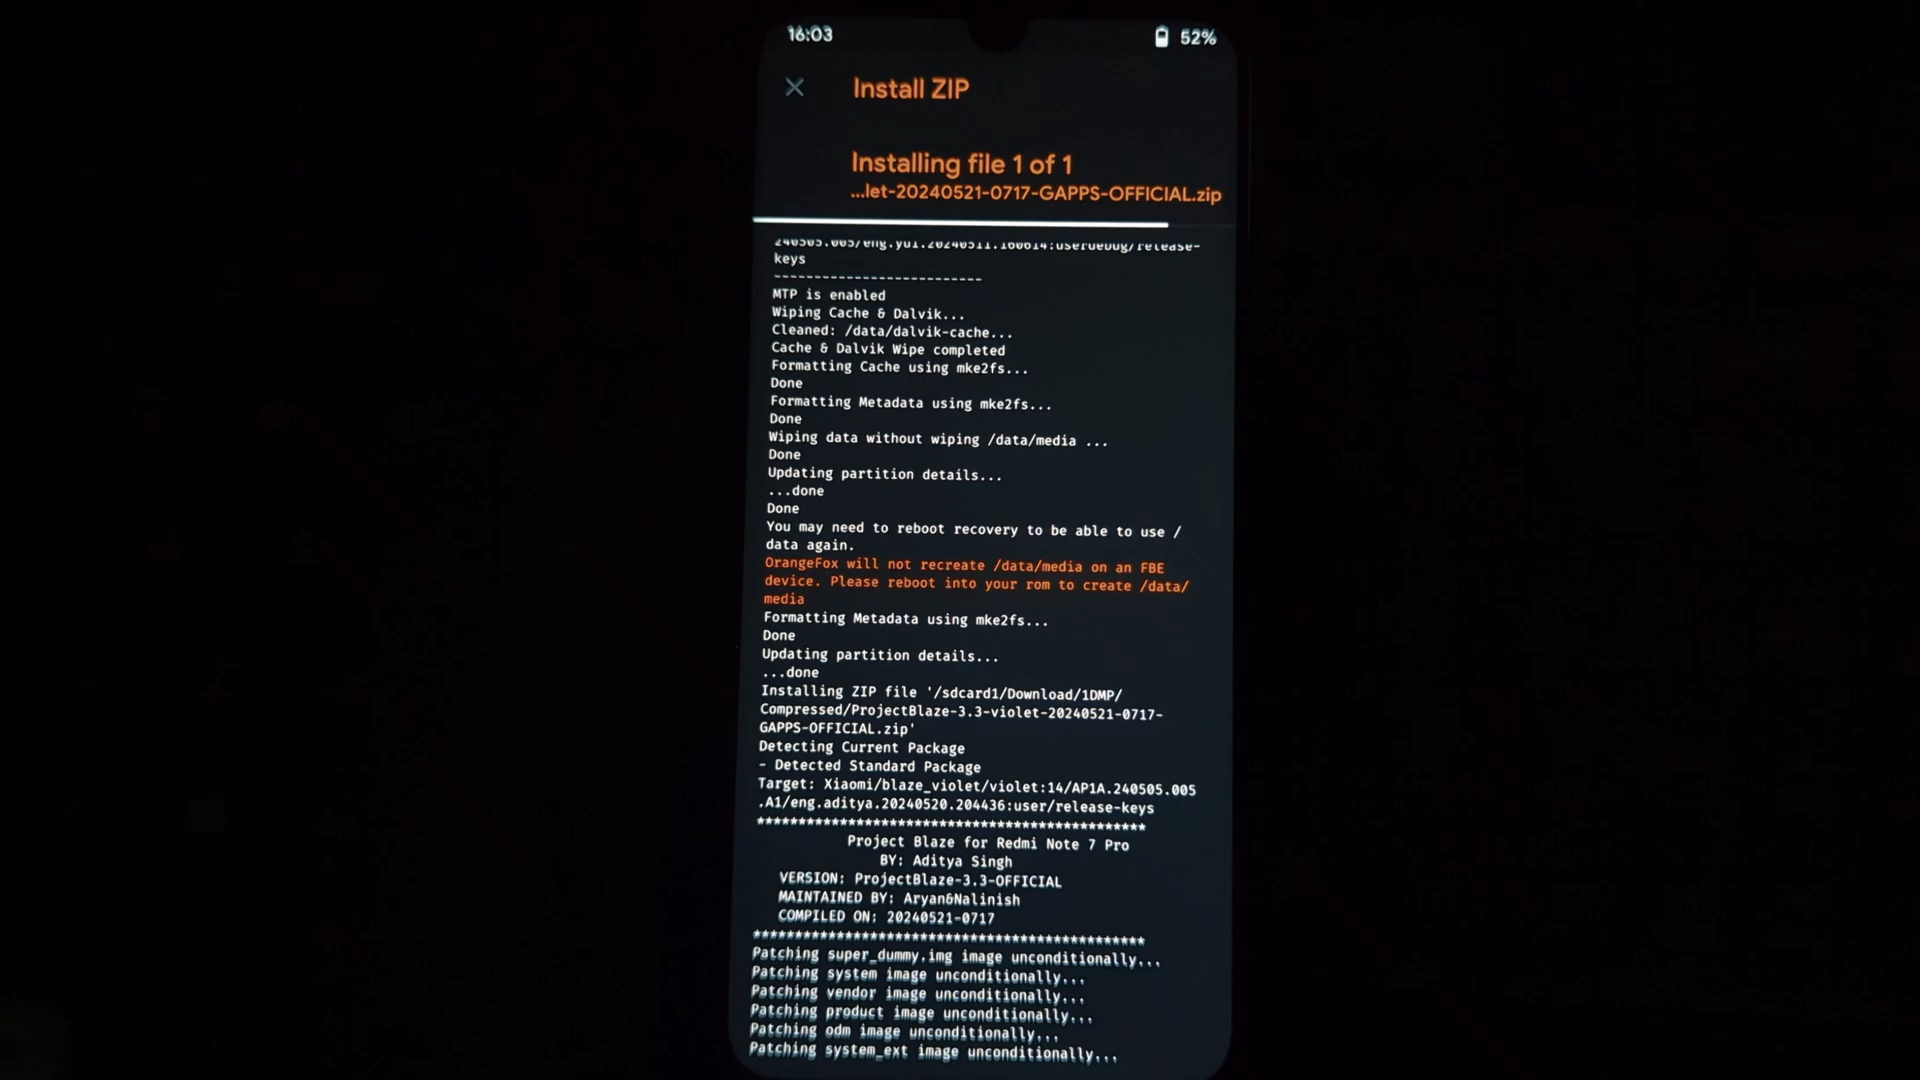 16:03
52%
Install ZIP
Installing file 1 of 1
...let-20240521-0717-GAPPS-OFFICIAL.zip
240505.005/eng.yui.20240511.160614:userdebug/release-
keys
--------------------------
MTP is enabled
Wiping Cache & Dalvik...
Cleaned: /data/dalvik-cache...
Cache & Dalvik Wipe completed
Formatting Cache using mke2fs...
Done
Formatting Metadata using mke2fs...
Done
Wiping data without wiping /data/media ...
Done
Updating partition details...
...done
Done
You may need to reboot recovery to be able to use /
data again.
OrangeFox will not recreate /data/media on an FBE
device. Please reboot into your rom to create /data/
media
Formatting Metadata using mke2fs...
Done
Updating partition details...
...done
Installing ZIP file '/sdcard1/Download/1DMP/
Compressed/ProjectBlaze-3.3-violet-20240521-0717-
GAPPS-OFFICIAL.zip'
Detecting Current Package
- Detected Standard Package
Target: Xiaomi/blaze_violet/violet:14/AP1A.240505.005
.A1/eng.aditya.20240520.204436:user/release-keys
************************************************
Project Blaze for Redmi Note 7 Pro
BY: Aditya Singh
VERSION: ProjectBlaze-3.3-OFFICIAL
MAINTAINED BY: Aryan&Nalinish
COMPILED ON: 20240521-0717
************************************************
Patching super_dummy.img image unconditionally...
Patching system image unconditionally...
Patching vendor image unconditionally...
Patching product image unconditionally...
Patching odm image unconditionally...
Patching system_ext image unconditionally...